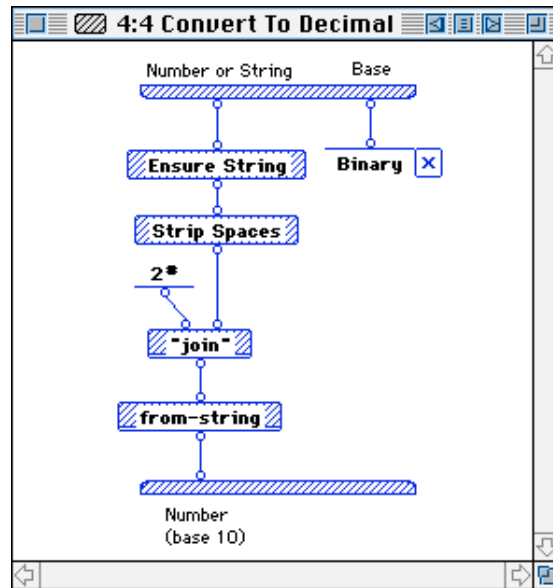 4:4 Convert To Decimal
Number or String Base
Ensure String Binary
Strip Spaces
2#
"join"
from-string
Number
(base 10)